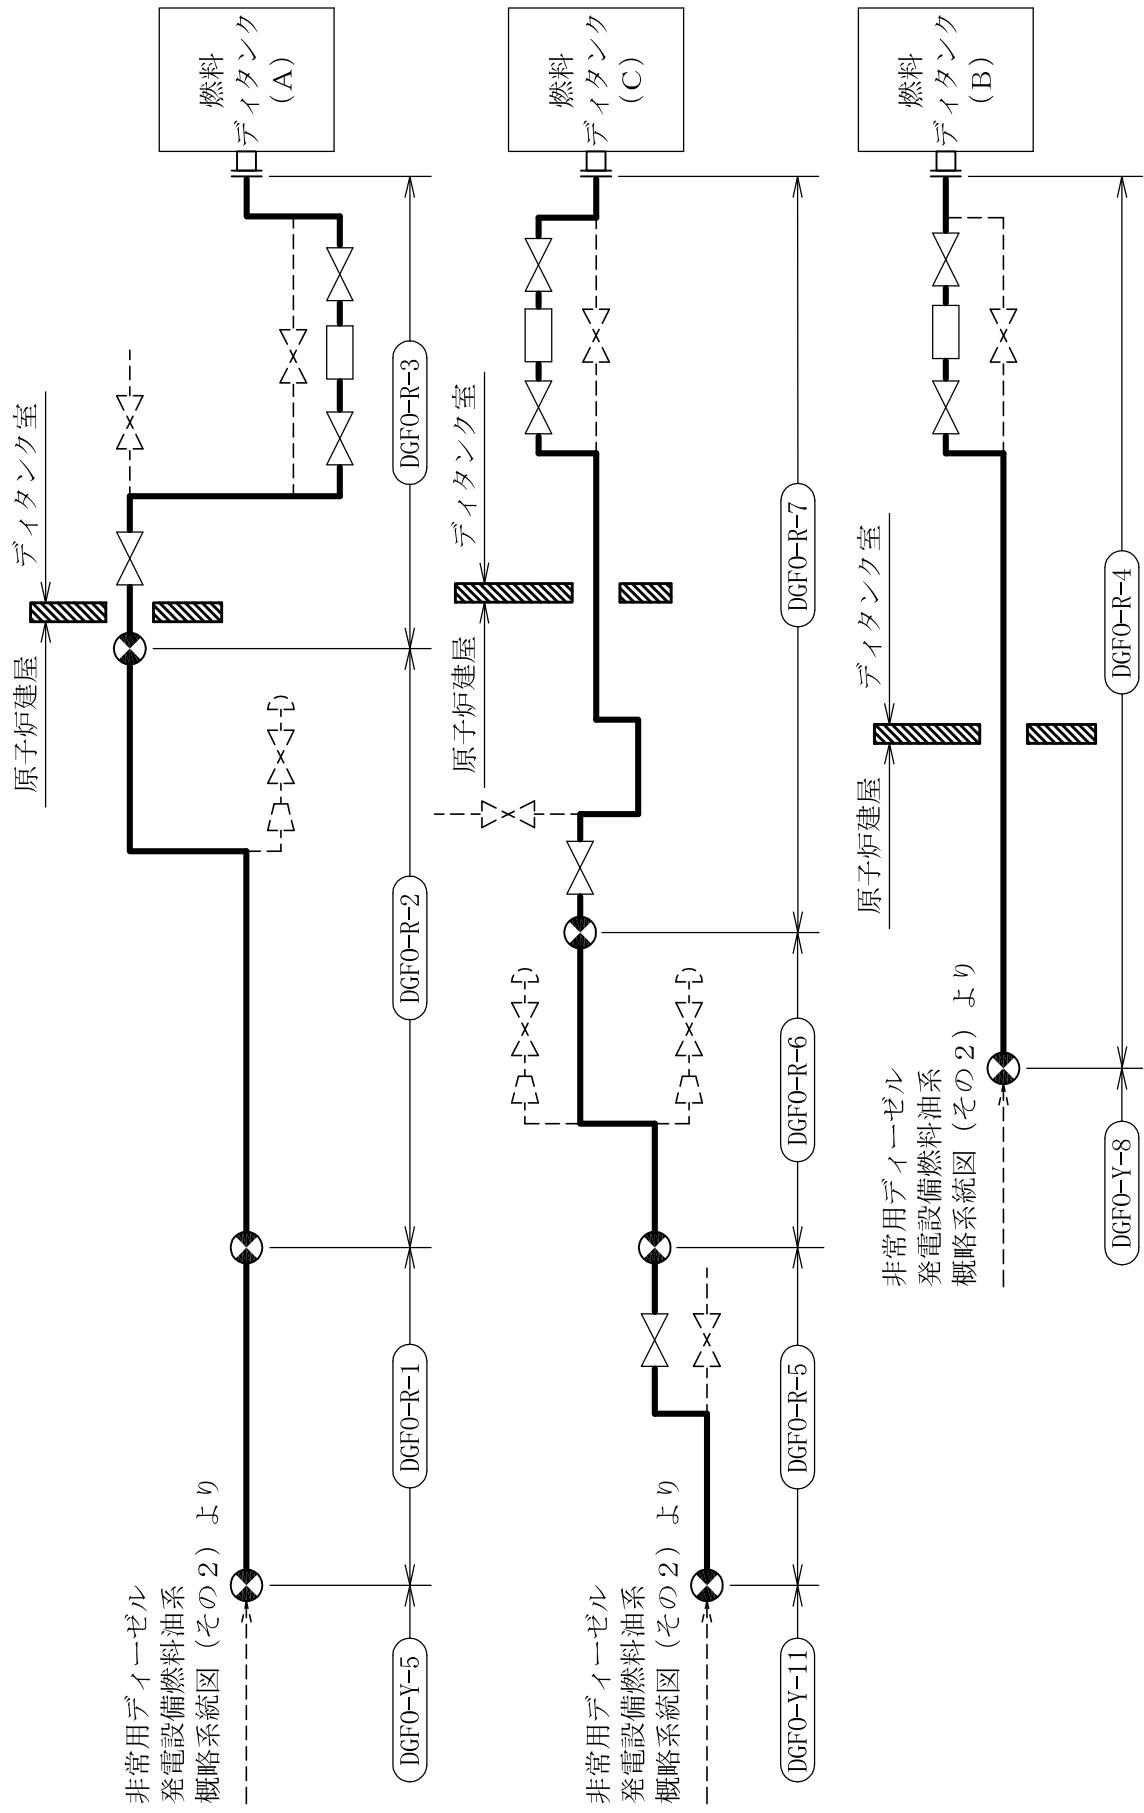 非常用ディーゼル
発電設備燃料油系
概略系統図（その２）より
DGFO-Y-5
DGFO-R-1
DGFO-R-2
DGFO-R-3
原子炉建屋
ディタンク室
燃料
ディタンク
(A)
非常用ディーゼル
発電設備燃料油系
概略系統図（その２）より
DGFO-Y-11
DGFO-R-5
DGFO-R-6
DGFO-R-7
原子炉建屋
ディタンク室
燃料
ディタンク
(C)
非常用ディーゼル
発電設備燃料油系
概略系統図（その２）より
DGFO-Y-8
DGFO-R-4
原子炉建屋
ディタンク室
燃料
ディタンク
(B)